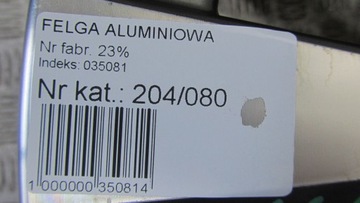 FELGA ALUMINIOWA
Nr fabr. 23%
Indeks: 035081
Nr kat.: 204/080
1 000000 350814